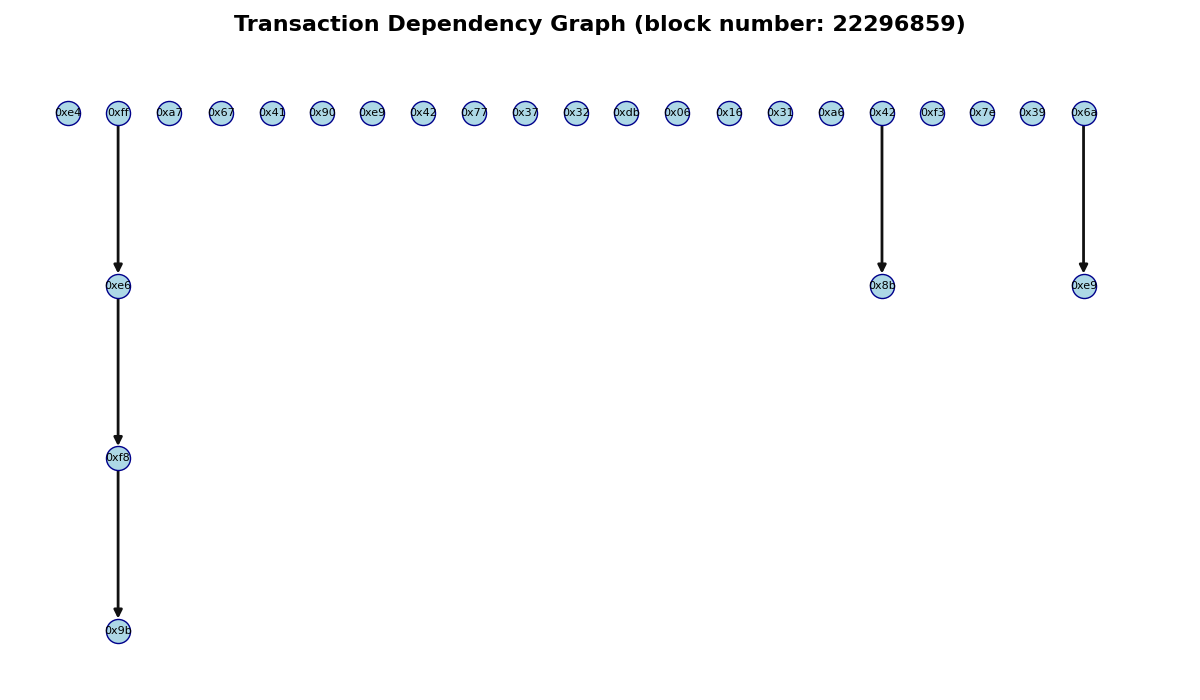 Transaction Dependency Graph (block number: 22296859)
0xe4 0xff 0xa7 0x67 0x41 0x90 0xe9 0x42 0x77 0x37 0x32 0xdb 0x06 0x16 0x31 0xa6 0x42 0xf3 0x7e 0x39 0x6a
0xe6 0x8b 0xe9
0xf8
0x9b